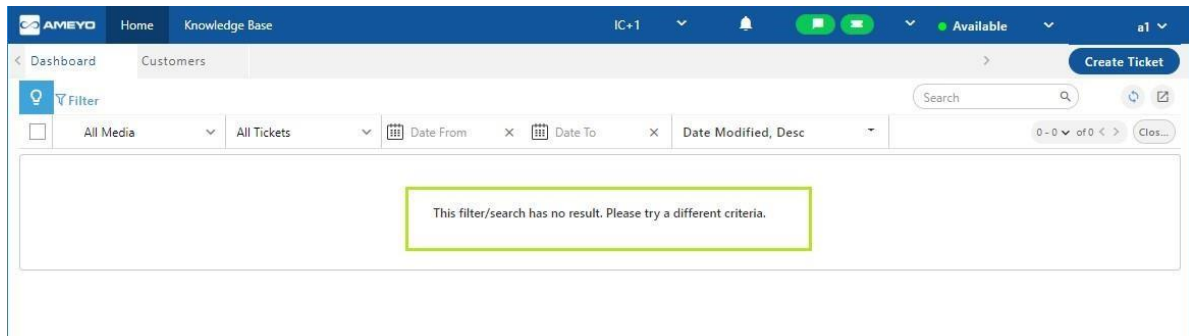 AMEYO Home Knowledge Base IC+1 Available a1
Dashboard Customers Create Ticket
Filter Search
All Media All Tickets Date From Date To Date Modified, Desc 0 - 0 of 0 Clos...
This filter/search has no result. Please try a different criteria.